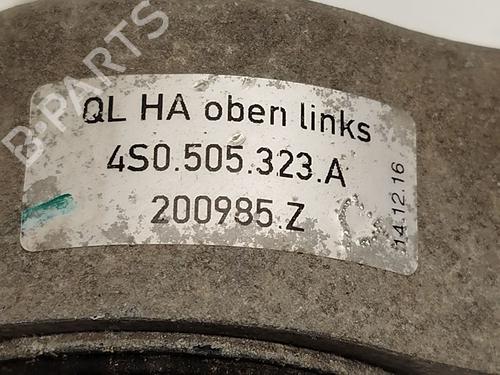 QL HA oben links
4S0.505.323.A
200985.Z
14.12.16
B-PARTS